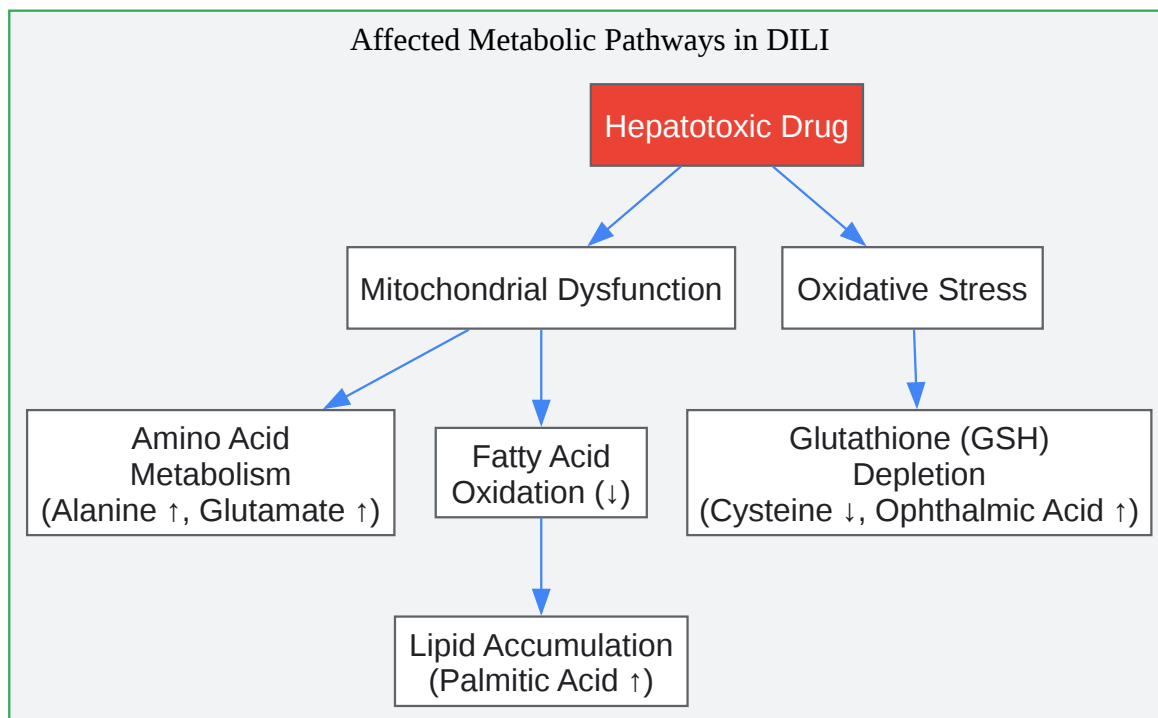 Affected Metabolic Pathways in DILI
Hepatotoxic Drug
Mitochondrial Dysfunction
Oxidative Stress
Amino Acid
Metabolism
(Alanine ↑, Glutamate ↑)
Fatty Acid
Oxidation (↓)
Glutathione (GSH)
Depletion
(Cysteine ↓, Ophthalmic Acid ↑)
Lipid Accumulation
(Palmitic Acid ↑)